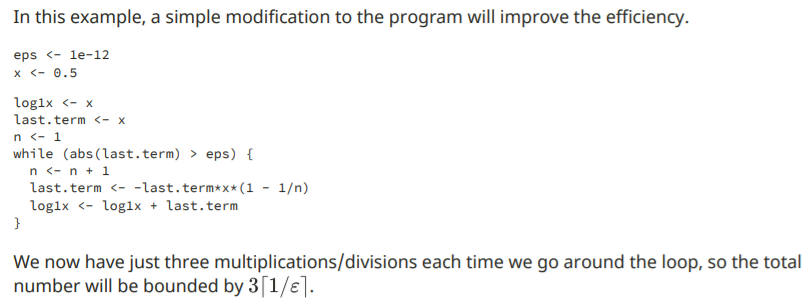 In this example, a simple modification to the program will improve the efficiency.
eps <- 1e-12
x <- 0.5
log1x <- x
last.term <- x
n <- 1
while (abs(last.term) > eps) {
  n <- n + 1
  last.term <- -last.term*x*(1 - 1/n)
  log1x <- log1x + last.term
}
We now have just three multiplications/divisions each time we go around the loop, so the total
number will be bounded by 3⌈1/ε⌉.